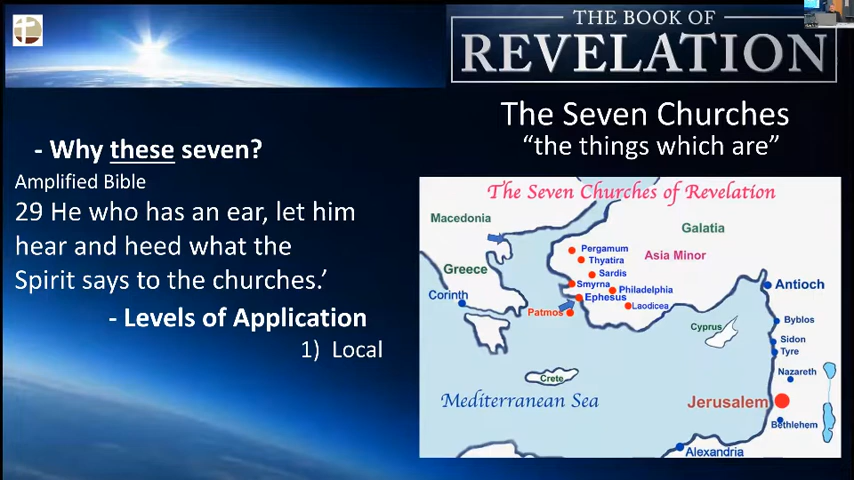 THE BOOK OF
REVELATION
The Seven Churches
“the things which are”
- Why these seven?
Amplified Bible
29 He who has an ear, let him
hear and heed what the
Spirit says to the churches.’
- Levels of Application
1) Local
The Seven Churches of Revelation
Macedonia
Galatia
Pergamum
Asia Minor
Thyatira
Greece
Sardis
Smyrna
Philadelphia
Antioch
Corinth
Ephesus
Laodicea
Patmos
Byblos
Cyprus
Sidon
Tyre
Nazareth
Crete
Mediterranean Sea
Jerusalem
Bethlehem
Alexandria